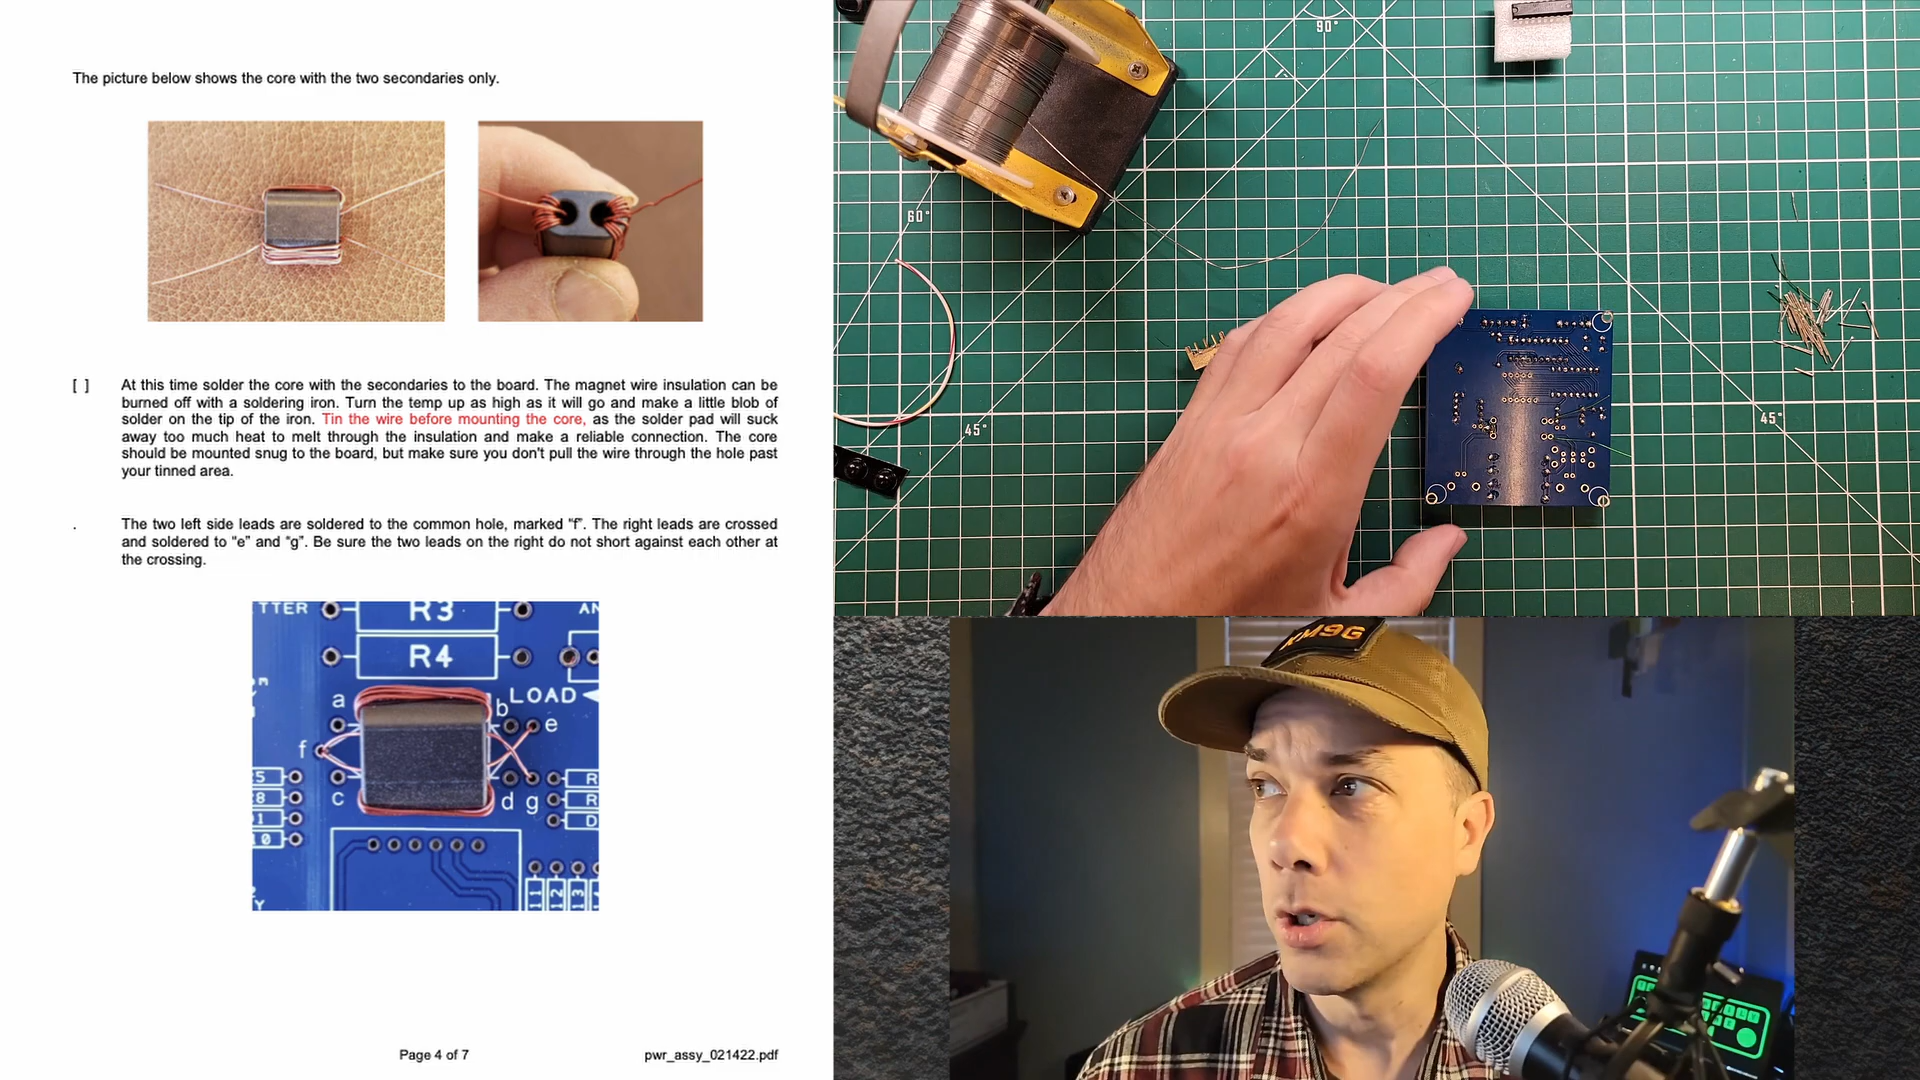 The picture below shows the core with the two secondaries only.
[ ] At this time solder the core with the secondaries to the board. The magnet wire insulation can be
burned off with a soldering iron. Turn the temp up as high as it will go and make a little blob of
solder on the tip of the iron. Tin the wire before mounting the core, as the solder pad will suck
away too much heat to melt through the insulation and make a reliable connection. The core
should be mounted snug to the board, but make sure you don't pull the wire through the hole past
your tinned area.
. The two left side leads are soldered to the common hole, marked "f". The right leads are crossed
and soldered to "e" and "g". Be sure the two leads on the right do not short against each other at
the crossing.
TTER R3 AN
R4
a LOAD
b e
f
c d g
5 R
8 R
1 D
Page 4 of 7 pwr_assy_021422.pdf
90°
60°
45°
45°
KM9G